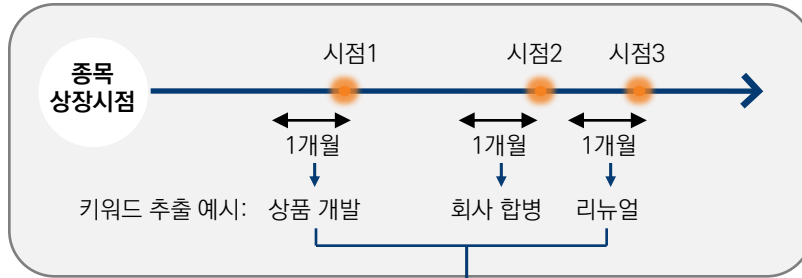 시점1 시점2 시점3
종목
상장시점
1개월 1개월 1개월
키워드 추출 예시: 상품 개발 회사 합병 리뉴얼